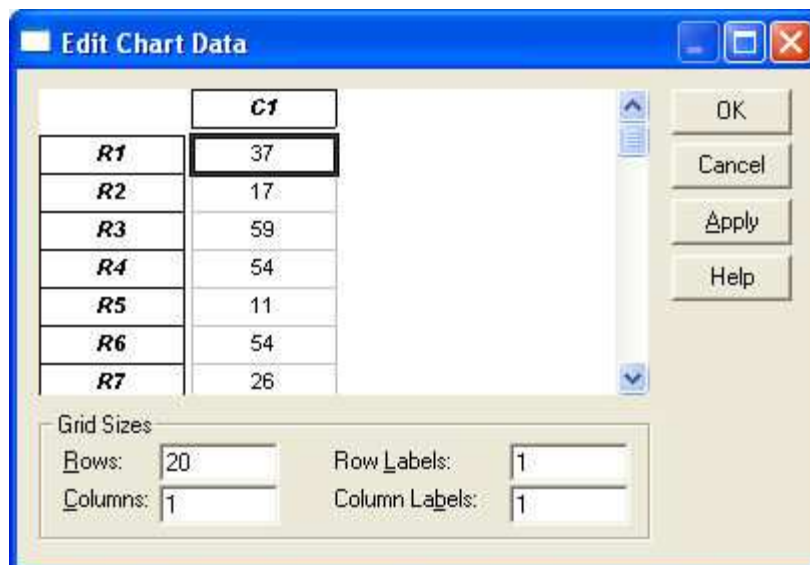 Edit Chart Data
C1
R1 37
R2 17
R3 59
R4 54
R5 11
R6 54
R7 26
OK
Cancel
Apply
Help
Grid Sizes
Rows: 20 Row Labels: 1
Columns: 1 Column Labels: 1